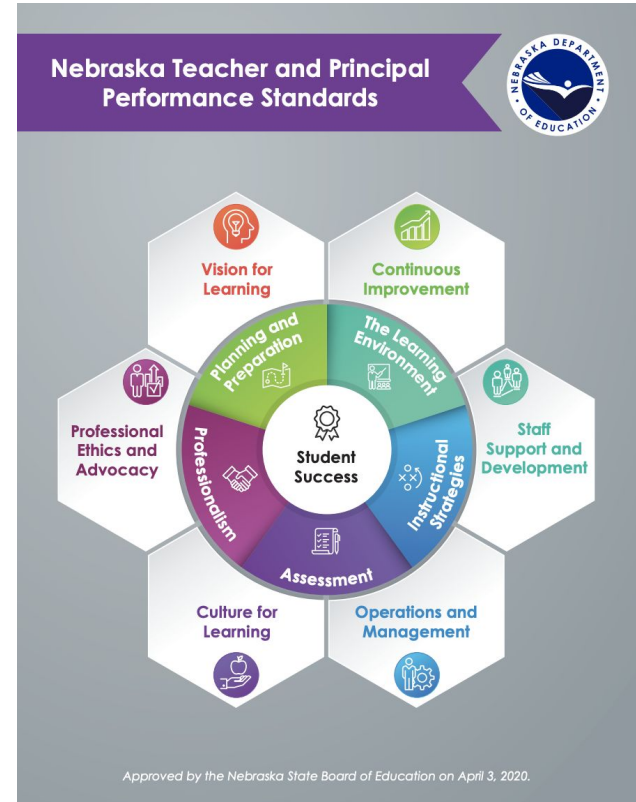 Nebraska Teacher and Principal
Performance Standards
NEBRASKA DEPARTMENT
OF EDUCATION
Vision for
Learning
Continuous
Improvement
Planning and
Preparation
The Learning
Environment
Professional
Ethics and
Advocacy
Professionalism
Student
Success
Instructional
Strategies
Staff
Support and
Development
Assessment
Culture for
Learning
Operations and
Management
Approved by the Nebraska State Board of Education on April 3, 2020.